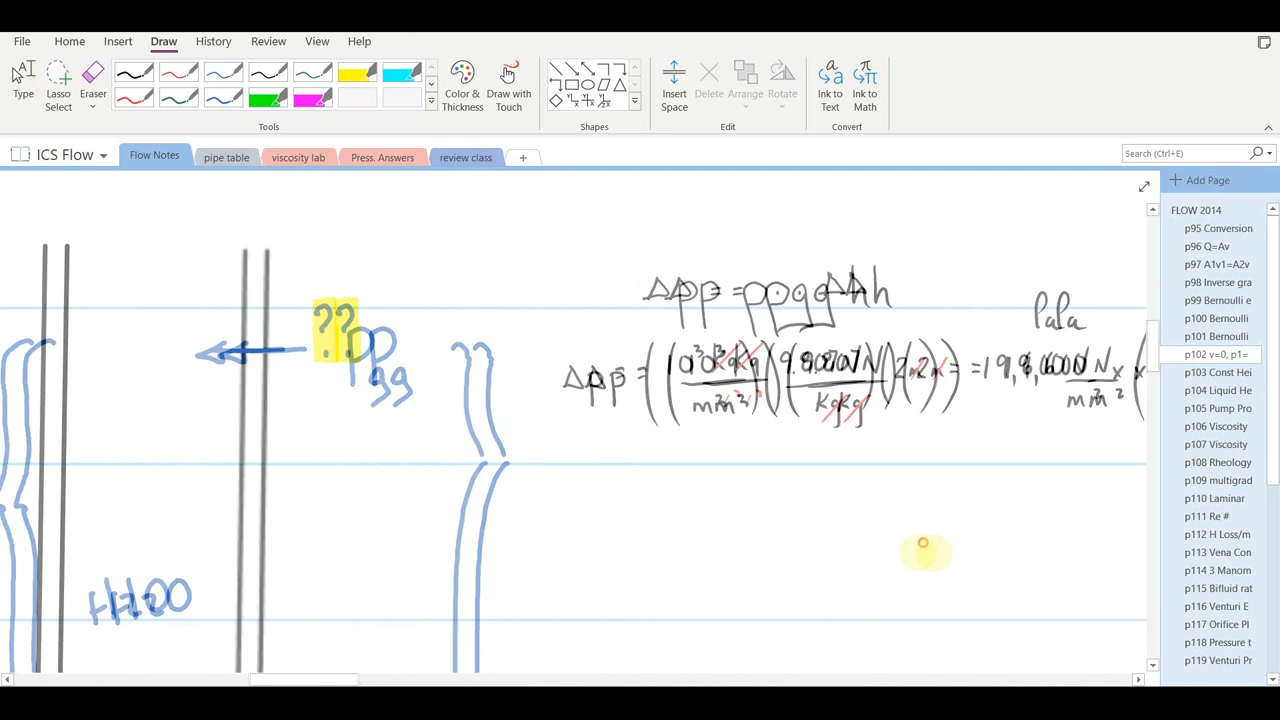 File Home Insert Draw History Review View Help
Type Lasso Select Eraser Color & Thickness Draw with Touch Insert Space Delete Arrange Rotate Ink to Text Ink to Math
Tools Shapes Edit Convert
ICS Flow Flow Notes pipe table viscosity lab Press. Answers review class + Search (Ctrl+E)
Add Page
FLOW 2014
p95 Conversion
p96 Q=Av
p97 A1v1=A2v
p98 Inverse gra
p99 Bernoulli e
p100 Bernoulli
p101 Bernoulli
p102 v=0, p1=
p103 Const Hei
p104 Liquid He
p105 Pump Pro
p106 Viscosity
p107 Viscosity
p108 Rheology
p109 multigrad
p110 Laminar
p111 Re #
p112 H Loss/m
p113 Vena Con
p114 3 Manom
p115 Bifluid rat
p116 Venturi E
p117 Orifice Pl
p118 Pressure t
p119 Venturi Pr